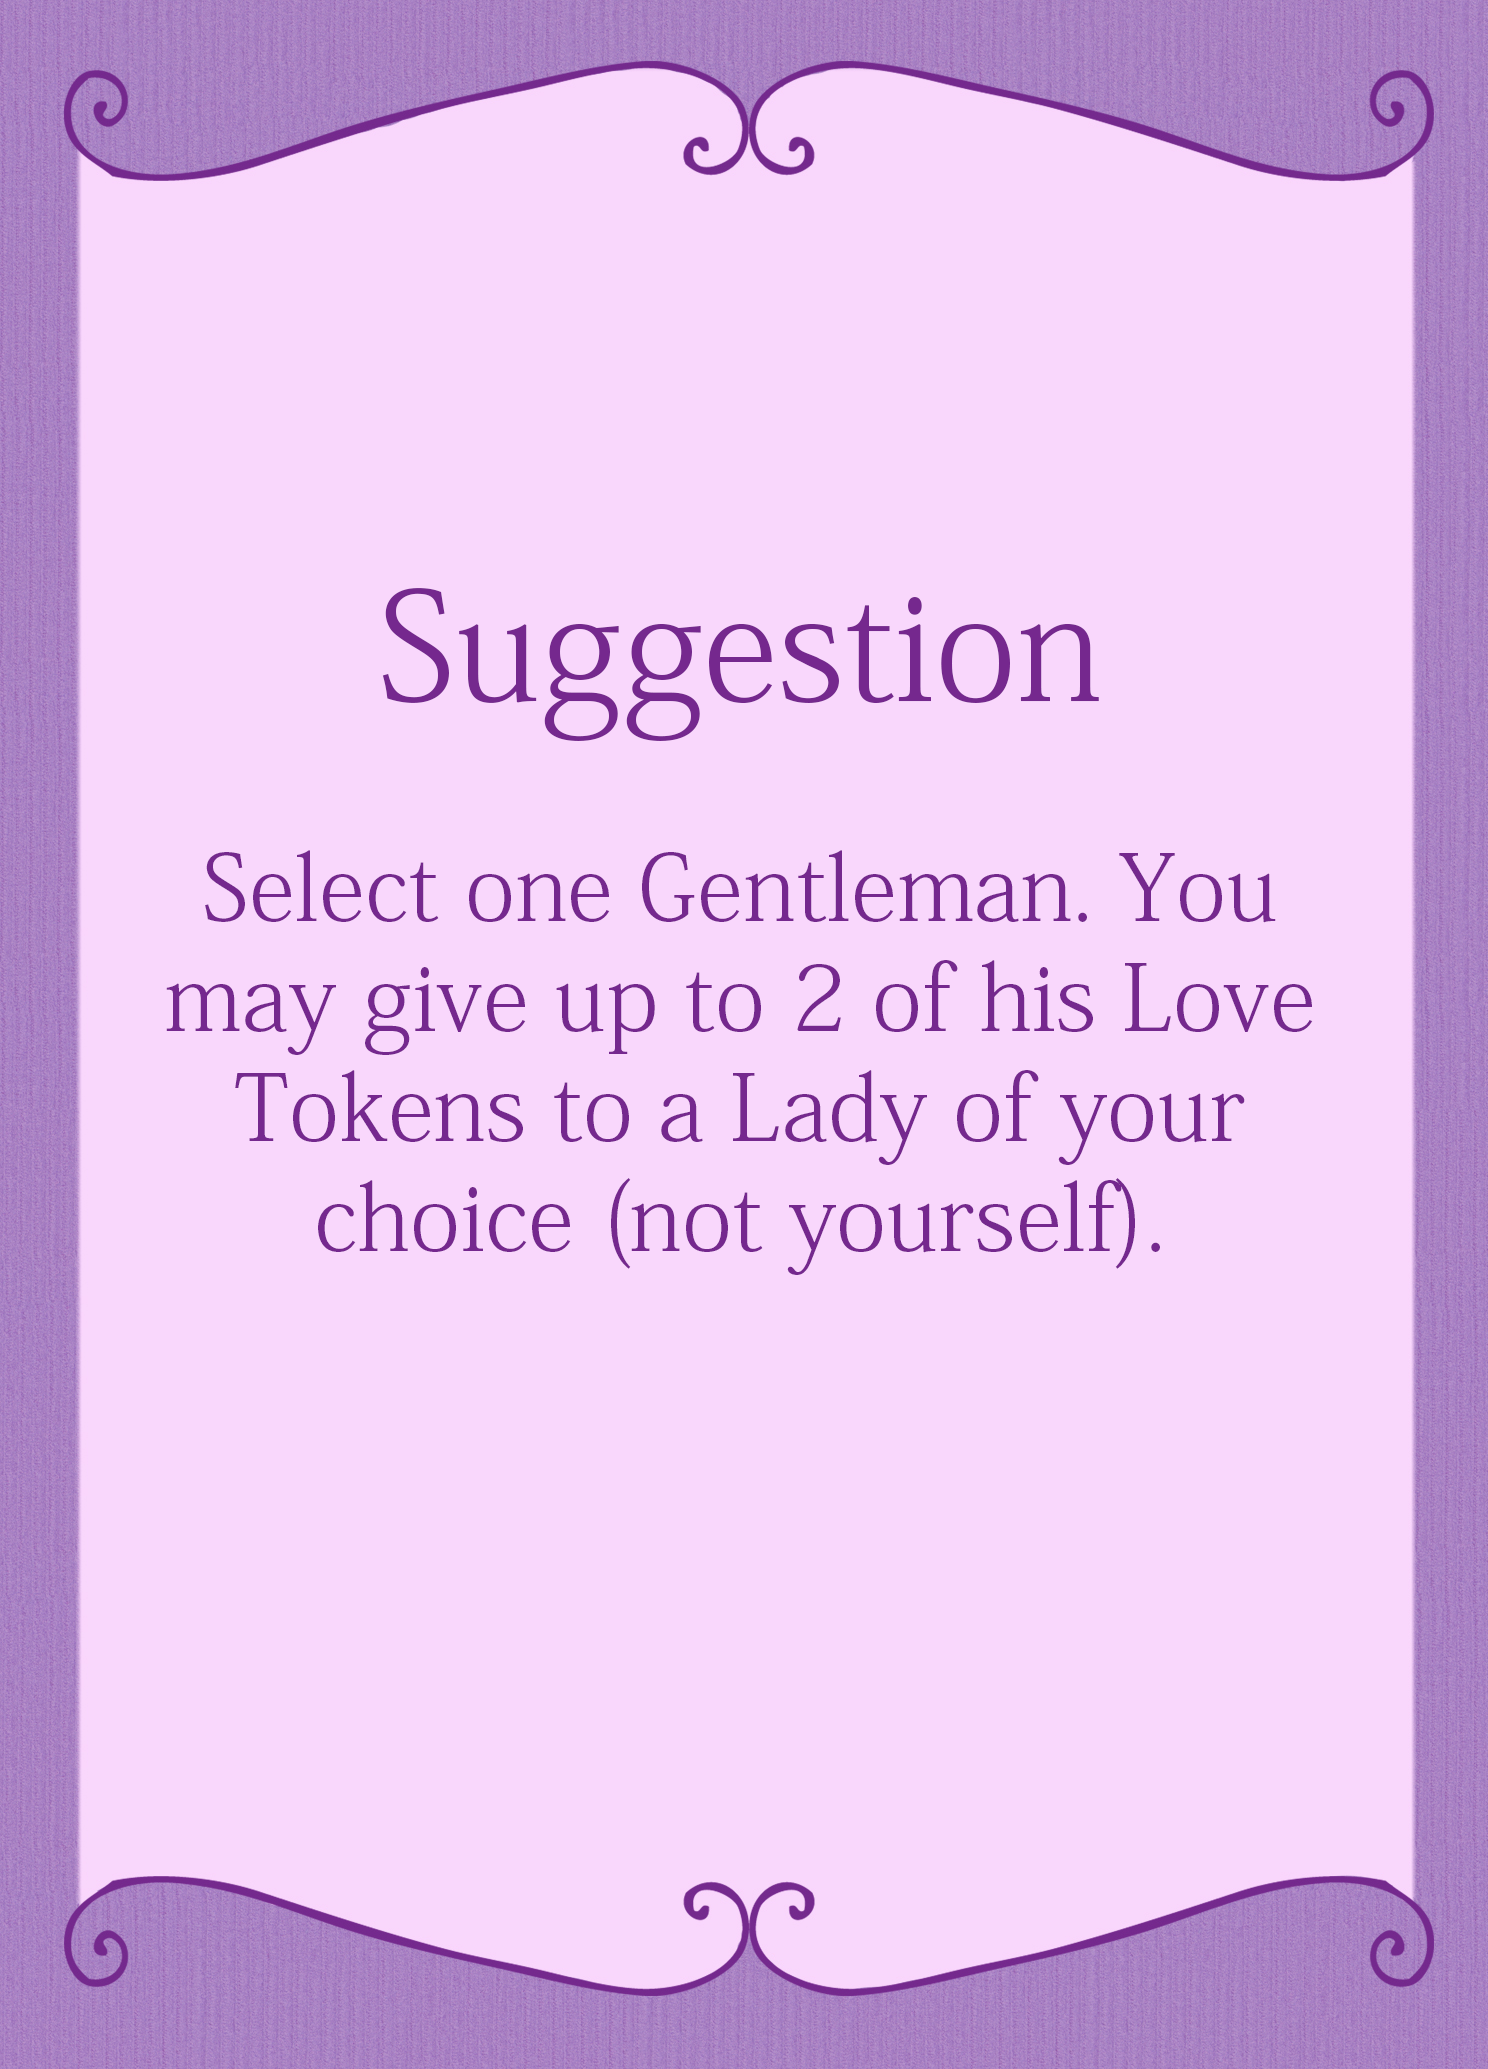 Suggestion
Select one Gentleman. You
may give up to 2 of his Love
Tokens to a Lady of your
choice (not yourself).